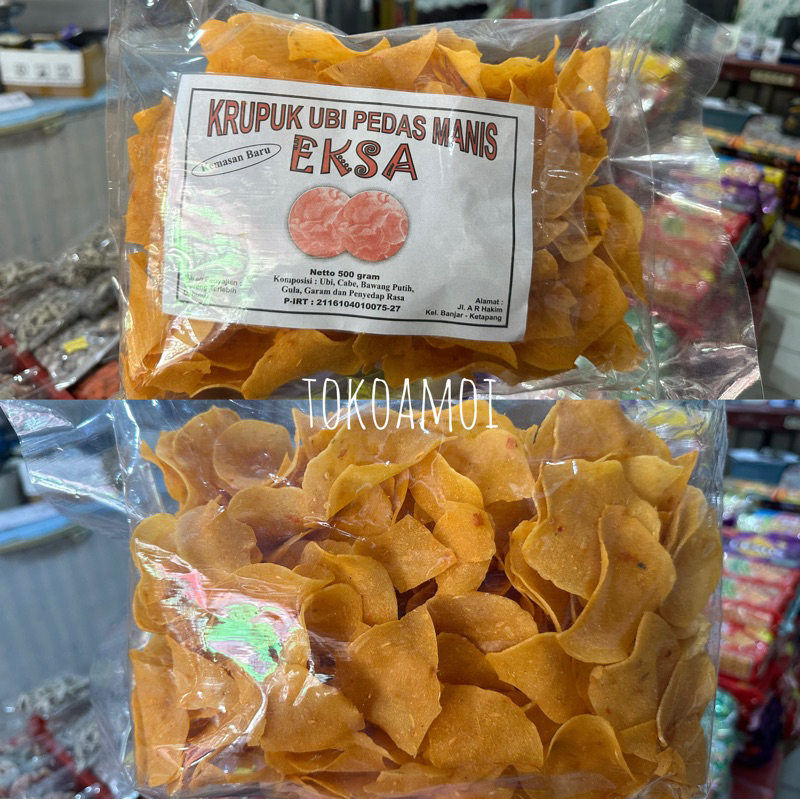 KRUPUK UBI PEDAS MANIS
Kemasan Baru
EKSA
Netto 500 gram
Komposisi : Ubi, Cabe, Bawang Putih,
Gula, Garam dan Penyedap Rasa
P-IRT : 2116104010075-27
Alamat :
Jl. A R Hakim
Kel. Banjar - Ketapang
TOKOAMOI